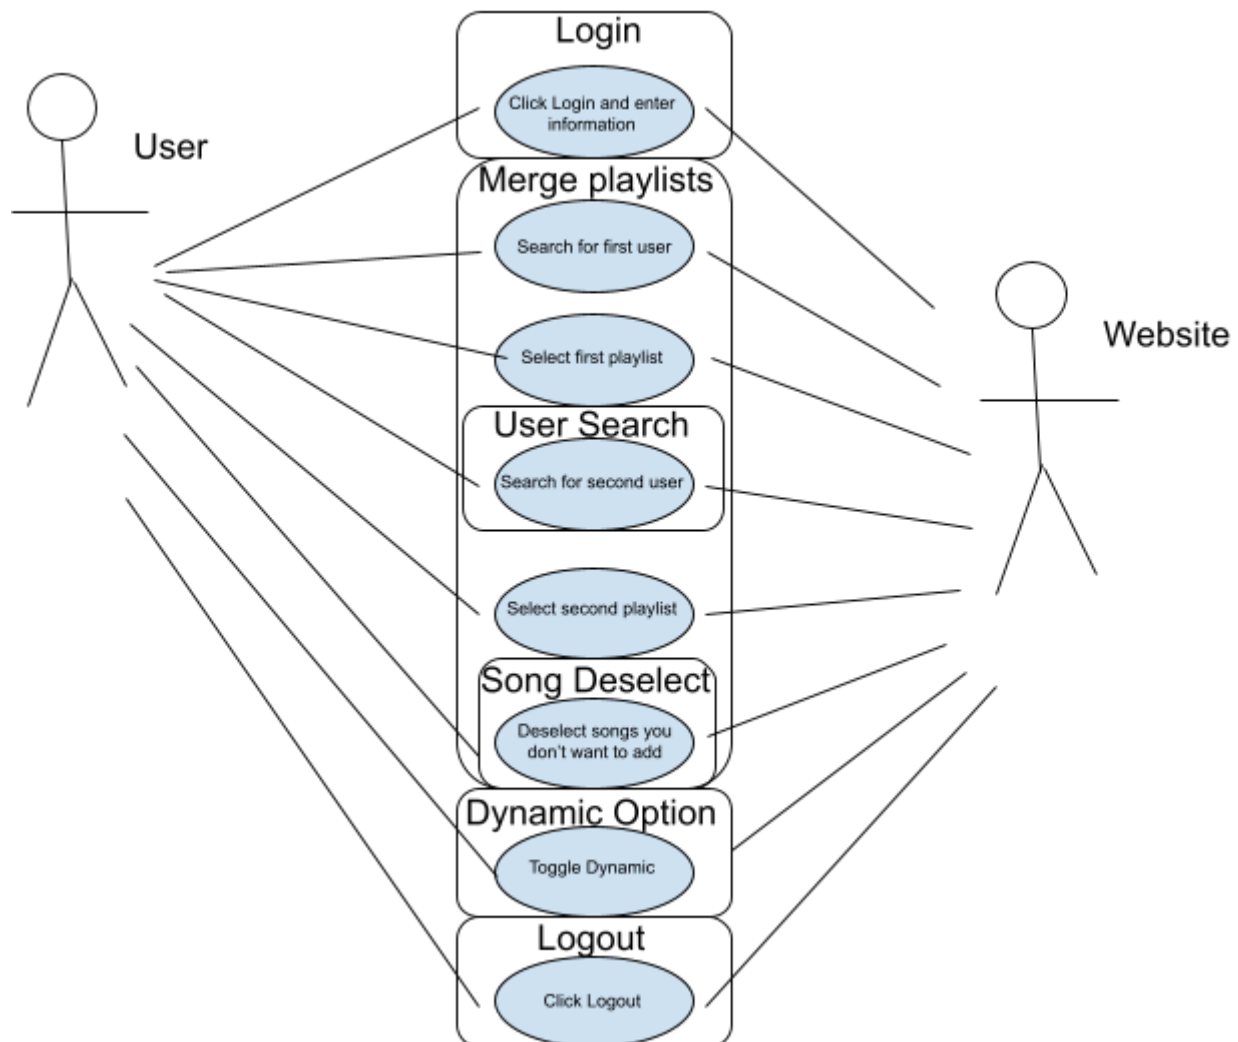 Login
Click Login and enter
information
User
Merge playlists
Search for first user
Select first playlist
Website
User Search
Search for second user
Select second playlist
Song Deselect
Deselect songs you
don't want to add
Dynamic Option
Toggle Dynamic
Logout
Click Logout